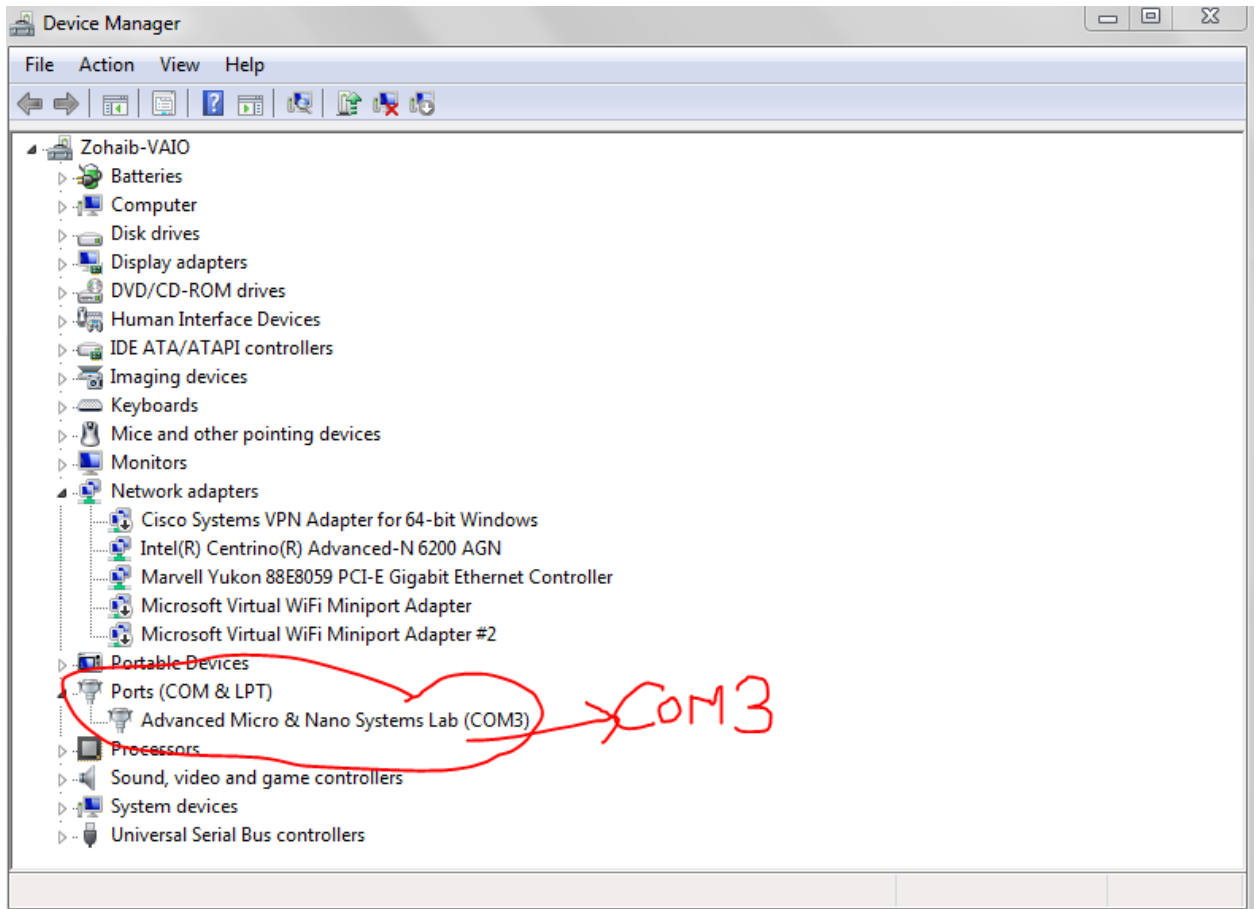 Device Manager
File Action View Help
Zohaib-VAIO
Batteries
Computer
Disk drives
Display adapters
DVD/CD-ROM drives
Human Interface Devices
IDE ATA/ATAPI controllers
Imaging devices
Keyboards
Mice and other pointing devices
Monitors
Network adapters
Cisco Systems VPN Adapter for 64-bit Windows
Intel(R) Centrino(R) Advanced-N 6200 AGN
Marvell Yukon 88E8059 PCI-E Gigabit Ethernet Controller
Microsoft Virtual WiFi Miniport Adapter
Microsoft Virtual WiFi Miniport Adapter #2
Portable Devices
Ports (COM & LPT)
Advanced Micro & Nano Systems Lab (COM3) COM3
Processors
Sound, video and game controllers
System devices
Universal Serial Bus controllers